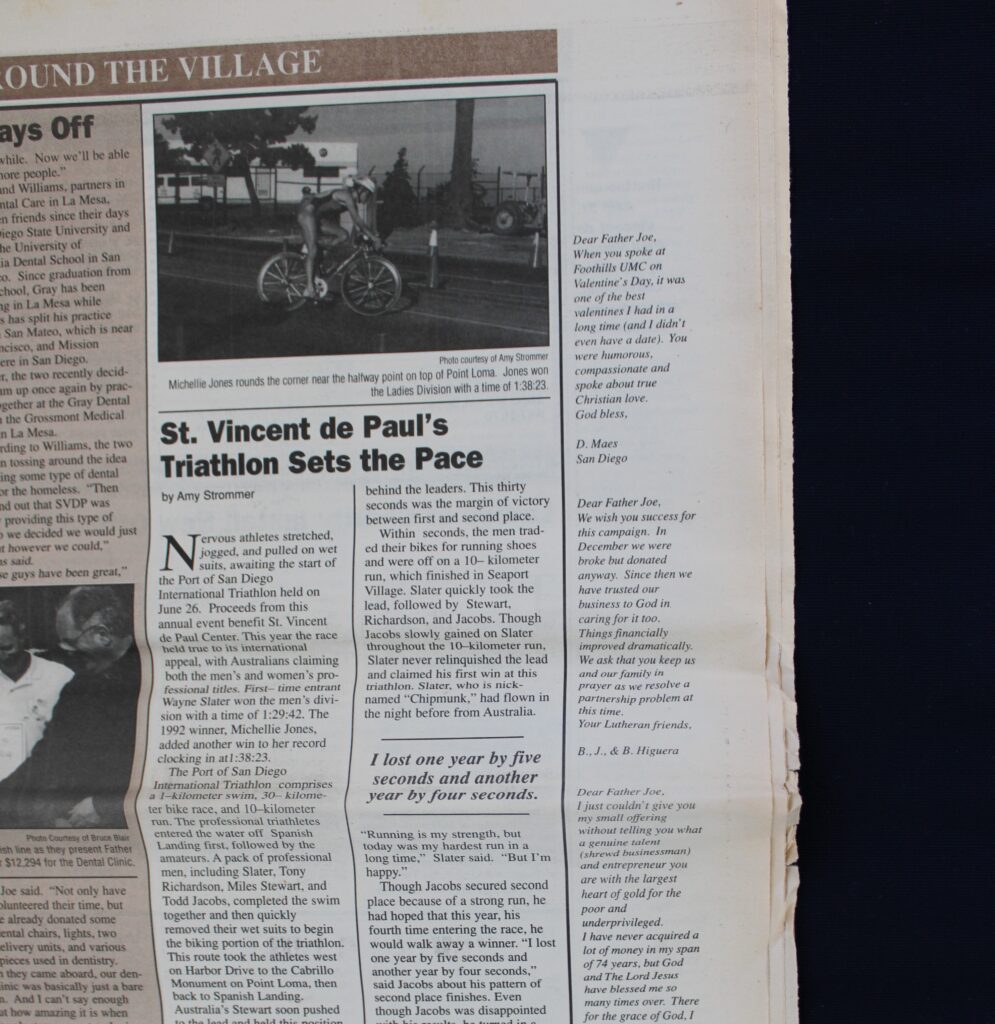 OUND THE VILLAGE
ays Off
while. Now we'll be able
more people."
and Williams, partners in
ntal Care in La Mesa,
n friends since their days
iego State University and
he University of
ia Dental School in San
co. Since graduation from
chool, Gray has been
ng in La Mesa while
s has split his practice
San Mateo, which is near
ncisco, and Mission
ere in San Diego.
r, the two recently decid-
am up once again by prac-
ogether at the Gray Dental
n the Grossmont Medical
n La Mesa.
rding to Williams, the two
n tossing around the idea
ing some type of dental
or the homeless. "Then
nd out that SVDP was
providing this type of
o we decided we would just
t however we could,"
ns said.
se guys have been great,"
Photo Courtesy of Bruce Blair
ish line as they present Father
r $12,294 for the Dental Clinic.
Joe said. "Not only have
olunteered their time, but
e already donated some
ental chairs, lights, two
elivery units, and various
pieces used in dentistry.
n they came aboard, our den-
linic was basically just a bare
n. And I can't say enough
ut how amazing it is when
Photo courtesy of Amy Strommer
Michellie Jones rounds the corner near the halfway point on top of Point Loma. Jones won
the Ladies Division with a time of 1:38:23.
St. Vincent de Paul's
Triathlon Sets the Pace
by Amy Strommer
Nervous athletes stretched,
jogged, and pulled on wet
suits, awaiting the start of
the Port of San Diego
International Triathlon held on
June 26. Proceeds from this
annual event benefit St. Vincent
de Paul Center. This year the race
held true to its international
appeal, with Australians claiming
both the men's and women's pro-
fessional titles. First- time entrant
Wayne Slater won the men's divi-
sion with a time of 1:29:42. The
1992 winner, Michellie Jones,
added another win to her record
clocking in at1:38:23.
The Port of San Diego
International Triathlon comprises
a 1-kilometer swim, 30- kilome-
ter bike race, and 10-kilometer
run. The professional triathletes
entered the water off Spanish
Landing first, followed by the
amateurs. A pack of professional
men, including Slater, Tony
Richardson, Miles Stewart, and
Todd Jacobs, completed the swim
together and then quickly
removed their wet suits to begin
the biking portion of the triathlon.
This route took the athletes west
on Harbor Drive to the Cabrillo
Monument on Point Loma, then
back to Spanish Landing.
Australia's Stewart soon pushed
to the lead and held this position
behind the leaders. This thirty
seconds was the margin of victory
between first and second place.
Within seconds, the men trad-
ed their bikes for running shoes
and were off on a 10- kilometer
run, which finished in Seaport
Village. Slater quickly took the
lead, followed by Stewart,
Richardson, and Jacobs. Though
Jacobs slowly gained on Slater
throughout the 10-kilometer run,
Slater never relinquished the lead
and claimed his first win at this
triathlon. Slater, who is nick-
named "Chipmunk," had flown in
the night before from Australia.
I lost one year by five
seconds and another
year by four seconds.
"Running is my strength, but
today was my hardest run in a
long time," Slater said. "But I'm
happy."
Though Jacobs secured second
place because of a strong run, he
had hoped that this year, his
fourth time entering the race, he
would walk away a winner. "I lost
one year by five seconds and
another year by four seconds,"
said Jacobs about his pattern of
second place finishes. Even
though Jacobs was disappointed
with his results, he turned in a
Dear Father Joe,
When you spoke at
Foothills UMC on
Valentine's Day, it was
one of the best
valentines I had in a
long time (and I didn't
even have a date). You
were humorous,
compassionate and
spoke about true
Christian love.
God bless,
D. Maes
San Diego
Dear Father Joe,
We wish you success for
this campaign. In
December we were
broke but donated
anyway. Since then we
have trusted our
business to God in
caring for it too.
Things financially
improved dramatically.
We ask that you keep us
and our family in
prayer as we resolve a
partnership problem at
this time.
Your Lutheran friends,
B., J., & B. Higuera
Dear Father Joe,
I just couldn't give you
my small offering
without telling you what
a genuine talent
(shrewd businessman)
and entrepreneur you
are with the largest
heart of gold for the
poor and
underprivileged.
I have never acquired a
lot of money in my span
of 74 years, but God
and The Lord Jesus
have blessed me so
many times over. There
for the grace of God, I